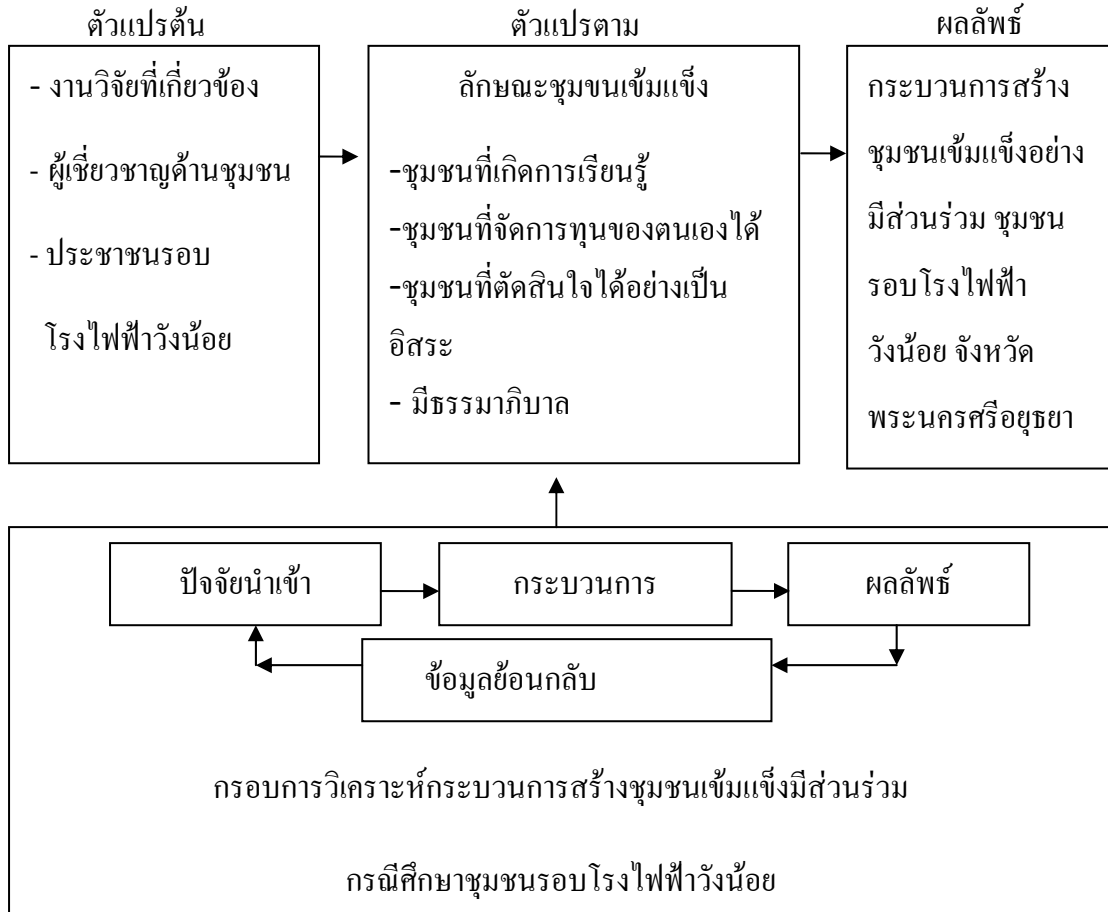 ตัวแปรต้น
- งานวิจัยที่เกี่ยวข้อง
- ผู้เชี่ยวชาญด้านชุมชน
- ประชาชนรอบ
โรงไฟฟ้าวังน้อย
ตัวแปรตาม
ลักษณะชุมขนเข้มแข็ง
-ชุมชนที่เกิดการเรียนรู้
-ชุมชนที่จัดการทุนของตนเองได้
-ชุมชนที่ตัดสินใจได้อย่างเป็น
อิสระ
- มีธรรมาภิบาล
ผลลัพธ์
กระบวนการสร้าง
ชุมชนเข้มแข็งอย่าง
มีส่วนร่วม ชุมชน
รอบโรงไฟฟ้า
วังน้อย จังหวัด
พระนครศรีอยุธยา
ปัจจัยนำเข้า
กระบวนการ
ผลลัพธ์
ข้อมูลย้อนกลับ
กรอบการวิเคราะห์กระบวนการสร้างชุมชนเข้มแข็งมีส่วนร่วม
กรณีศึกษาชุมชนรอบโรงไฟฟ้าวังน้อย